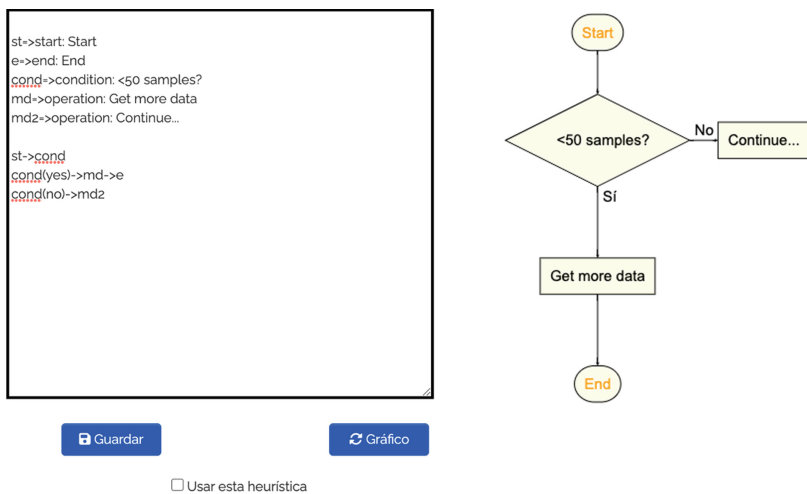 st=>start: Start
e=>end: End
cond=>condition: <50 samples?
md=>operation: Get more data
md2=>operation: Continue...
st->cond
cond(yes)->md->e
cond(no)->md2
Guardar
Gráfico
Usar esta heurística
Start
<50 samples?
No
Continue...
Sí
Get more data
End